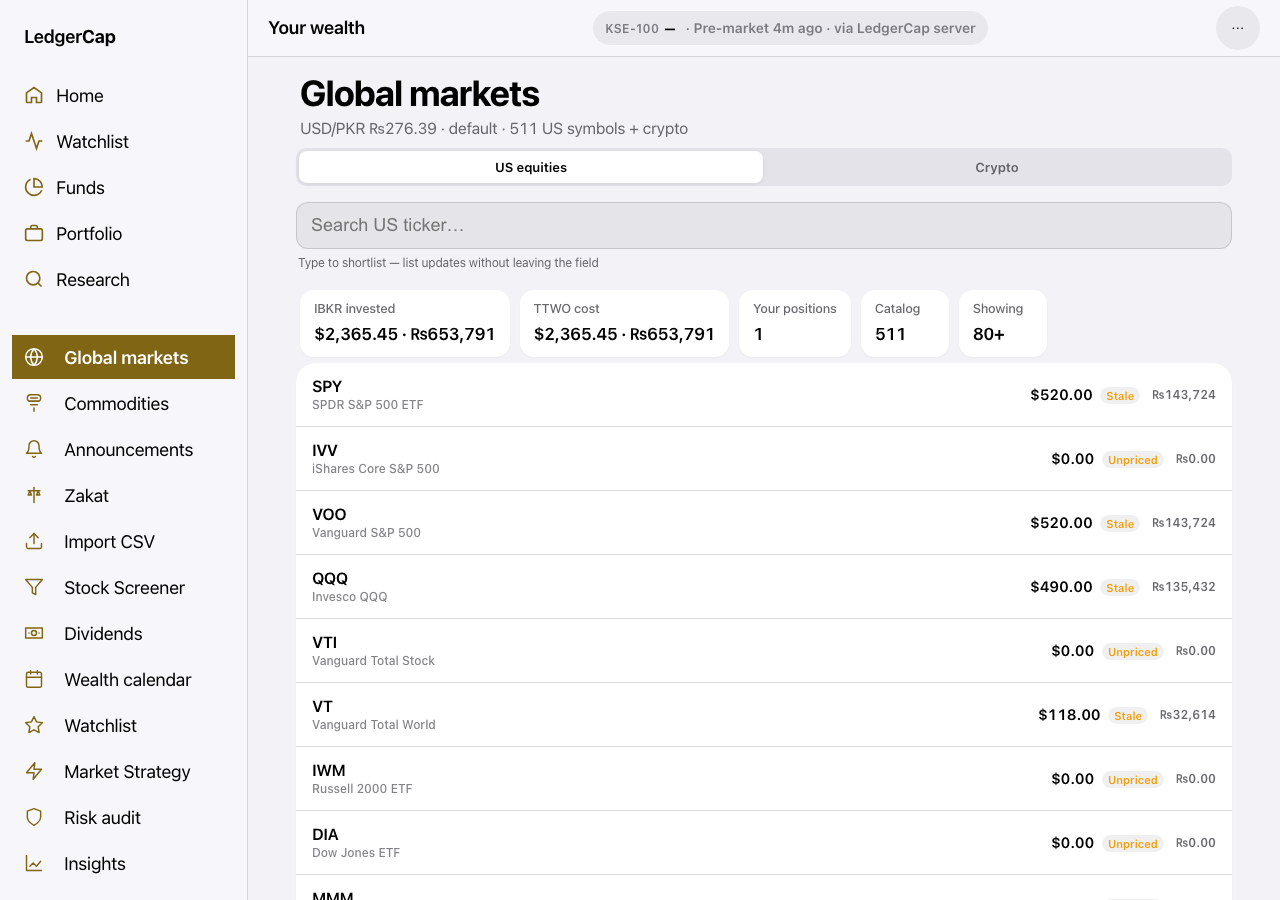 LedgerCap
Home
Watchlist
Funds
Portfolio
Research
Global markets
Commodities
Announcements
Zakat
Import CSV
Stock Screener
Dividends
Wealth calendar
Watchlist
Market Strategy
Risk audit
Insights
Your wealth
KSE-100 — · Pre-market 4m ago · via LedgerCap server
...
Global markets
USD/PKR ₨276.39 · default · 511 US symbols + crypto
US equities
Crypto
Search US ticker…
Type to shortlist — list updates without leaving the field
IBKR invested
$2,365.45 · ₨653,791
TTWO cost
$2,365.45 · ₨653,791
Your positions
1
Catalog
511
Showing
80+
SPY
SPDR S&P 500 ETF
$520.00 Stale ₨143,724
IVV
iShares Core S&P 500
$0.00 Unpriced ₨0.00
VOO
Vanguard S&P 500
$520.00 Stale ₨143,724
QQQ
Invesco QQQ
$490.00 Stale ₨135,432
VTI
Vanguard Total Stock
$0.00 Unpriced ₨0.00
VT
Vanguard Total World
$118.00 Stale ₨32,614
IWM
Russell 2000 ETF
$0.00 Unpriced ₨0.00
DIA
Dow Jones ETF
$0.00 Unpriced ₨0.00
MMM